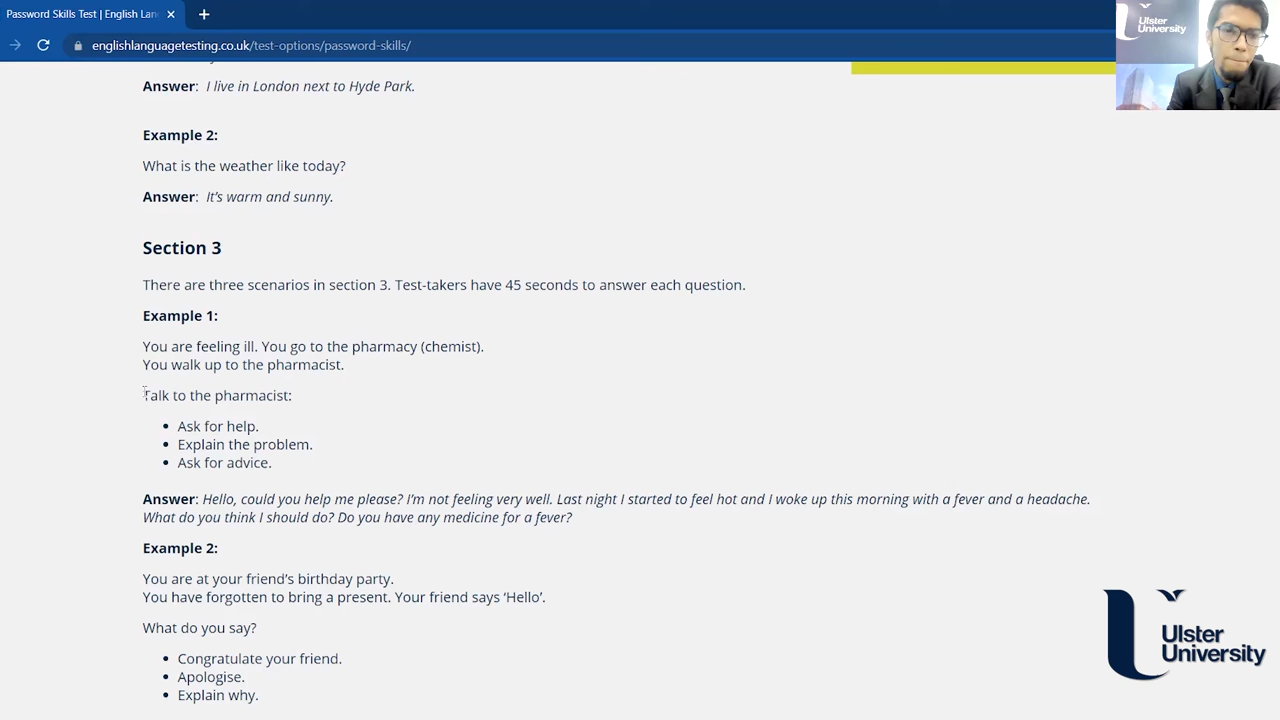 Password Skills Test | English Lan
englishlanguagetesting.co.uk/test-options/password-skills/
Ulster
University
Answer: I live in London next to Hyde Park.
Example 2:
What is the weather like today?
Answer: It's warm and sunny.
Section 3
There are three scenarios in section 3. Test-takers have 45 seconds to answer each question.
Example 1:
You are feeling ill. You go to the pharmacy (chemist).
You walk up to the pharmacist.
Talk to the pharmacist:
Ask for help.
Explain the problem.
Ask for advice.
Answer: Hello, could you help me please? I'm not feeling very well. Last night I started to feel hot and I woke up this morning with a fever and a headache.
What do you think I should do? Do you have any medicine for a fever?
Example 2:
You are at your friend's birthday party.
You have forgotten to bring a present. Your friend says 'Hello'.
What do you say?
Congratulate your friend.
Apologise.
Explain why.
Ulster
University